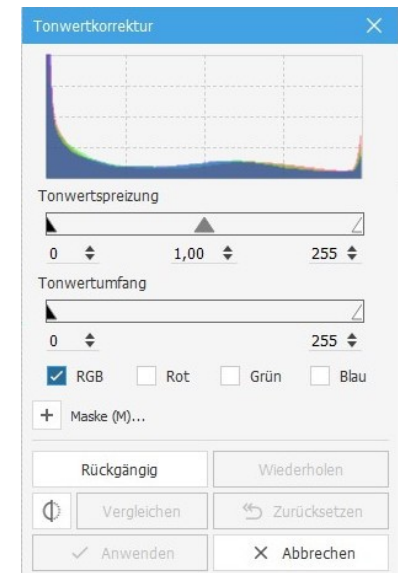 Tonwertkorrektur
Tonwertspreizung
0 1,00 255
Tonwertumfang
0 255
RGB Rot Grün Blau
Maske (M)...
Rückgängig Wiederholen
Vergleichen Zurücksetzen
Anwenden Abbrechen